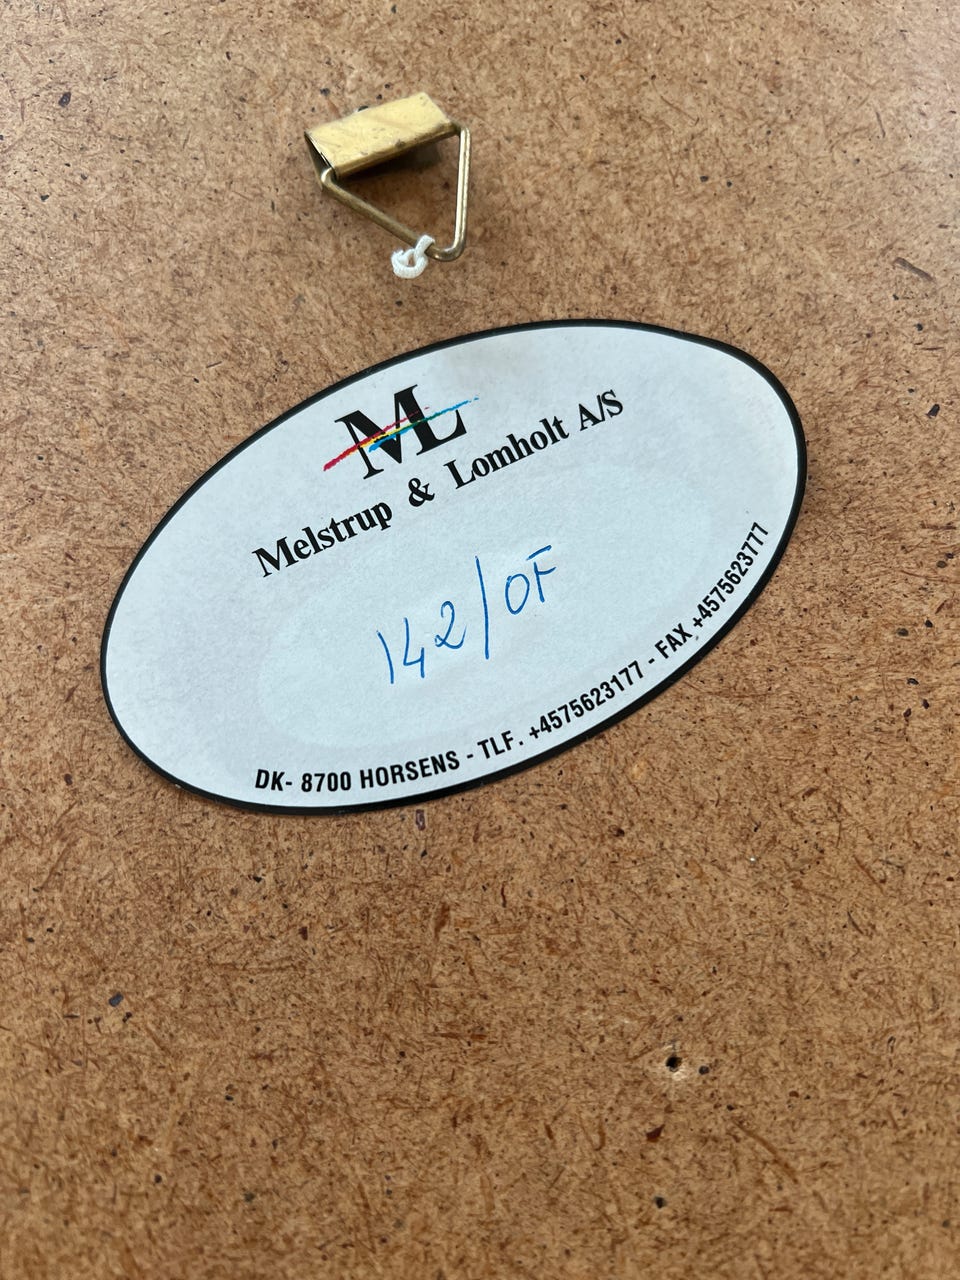 ML
Melstrup & Lomholt A/S
142/OF
DK- 8700 HORSENS - TLF. +4575623177 - FAX +4575623777